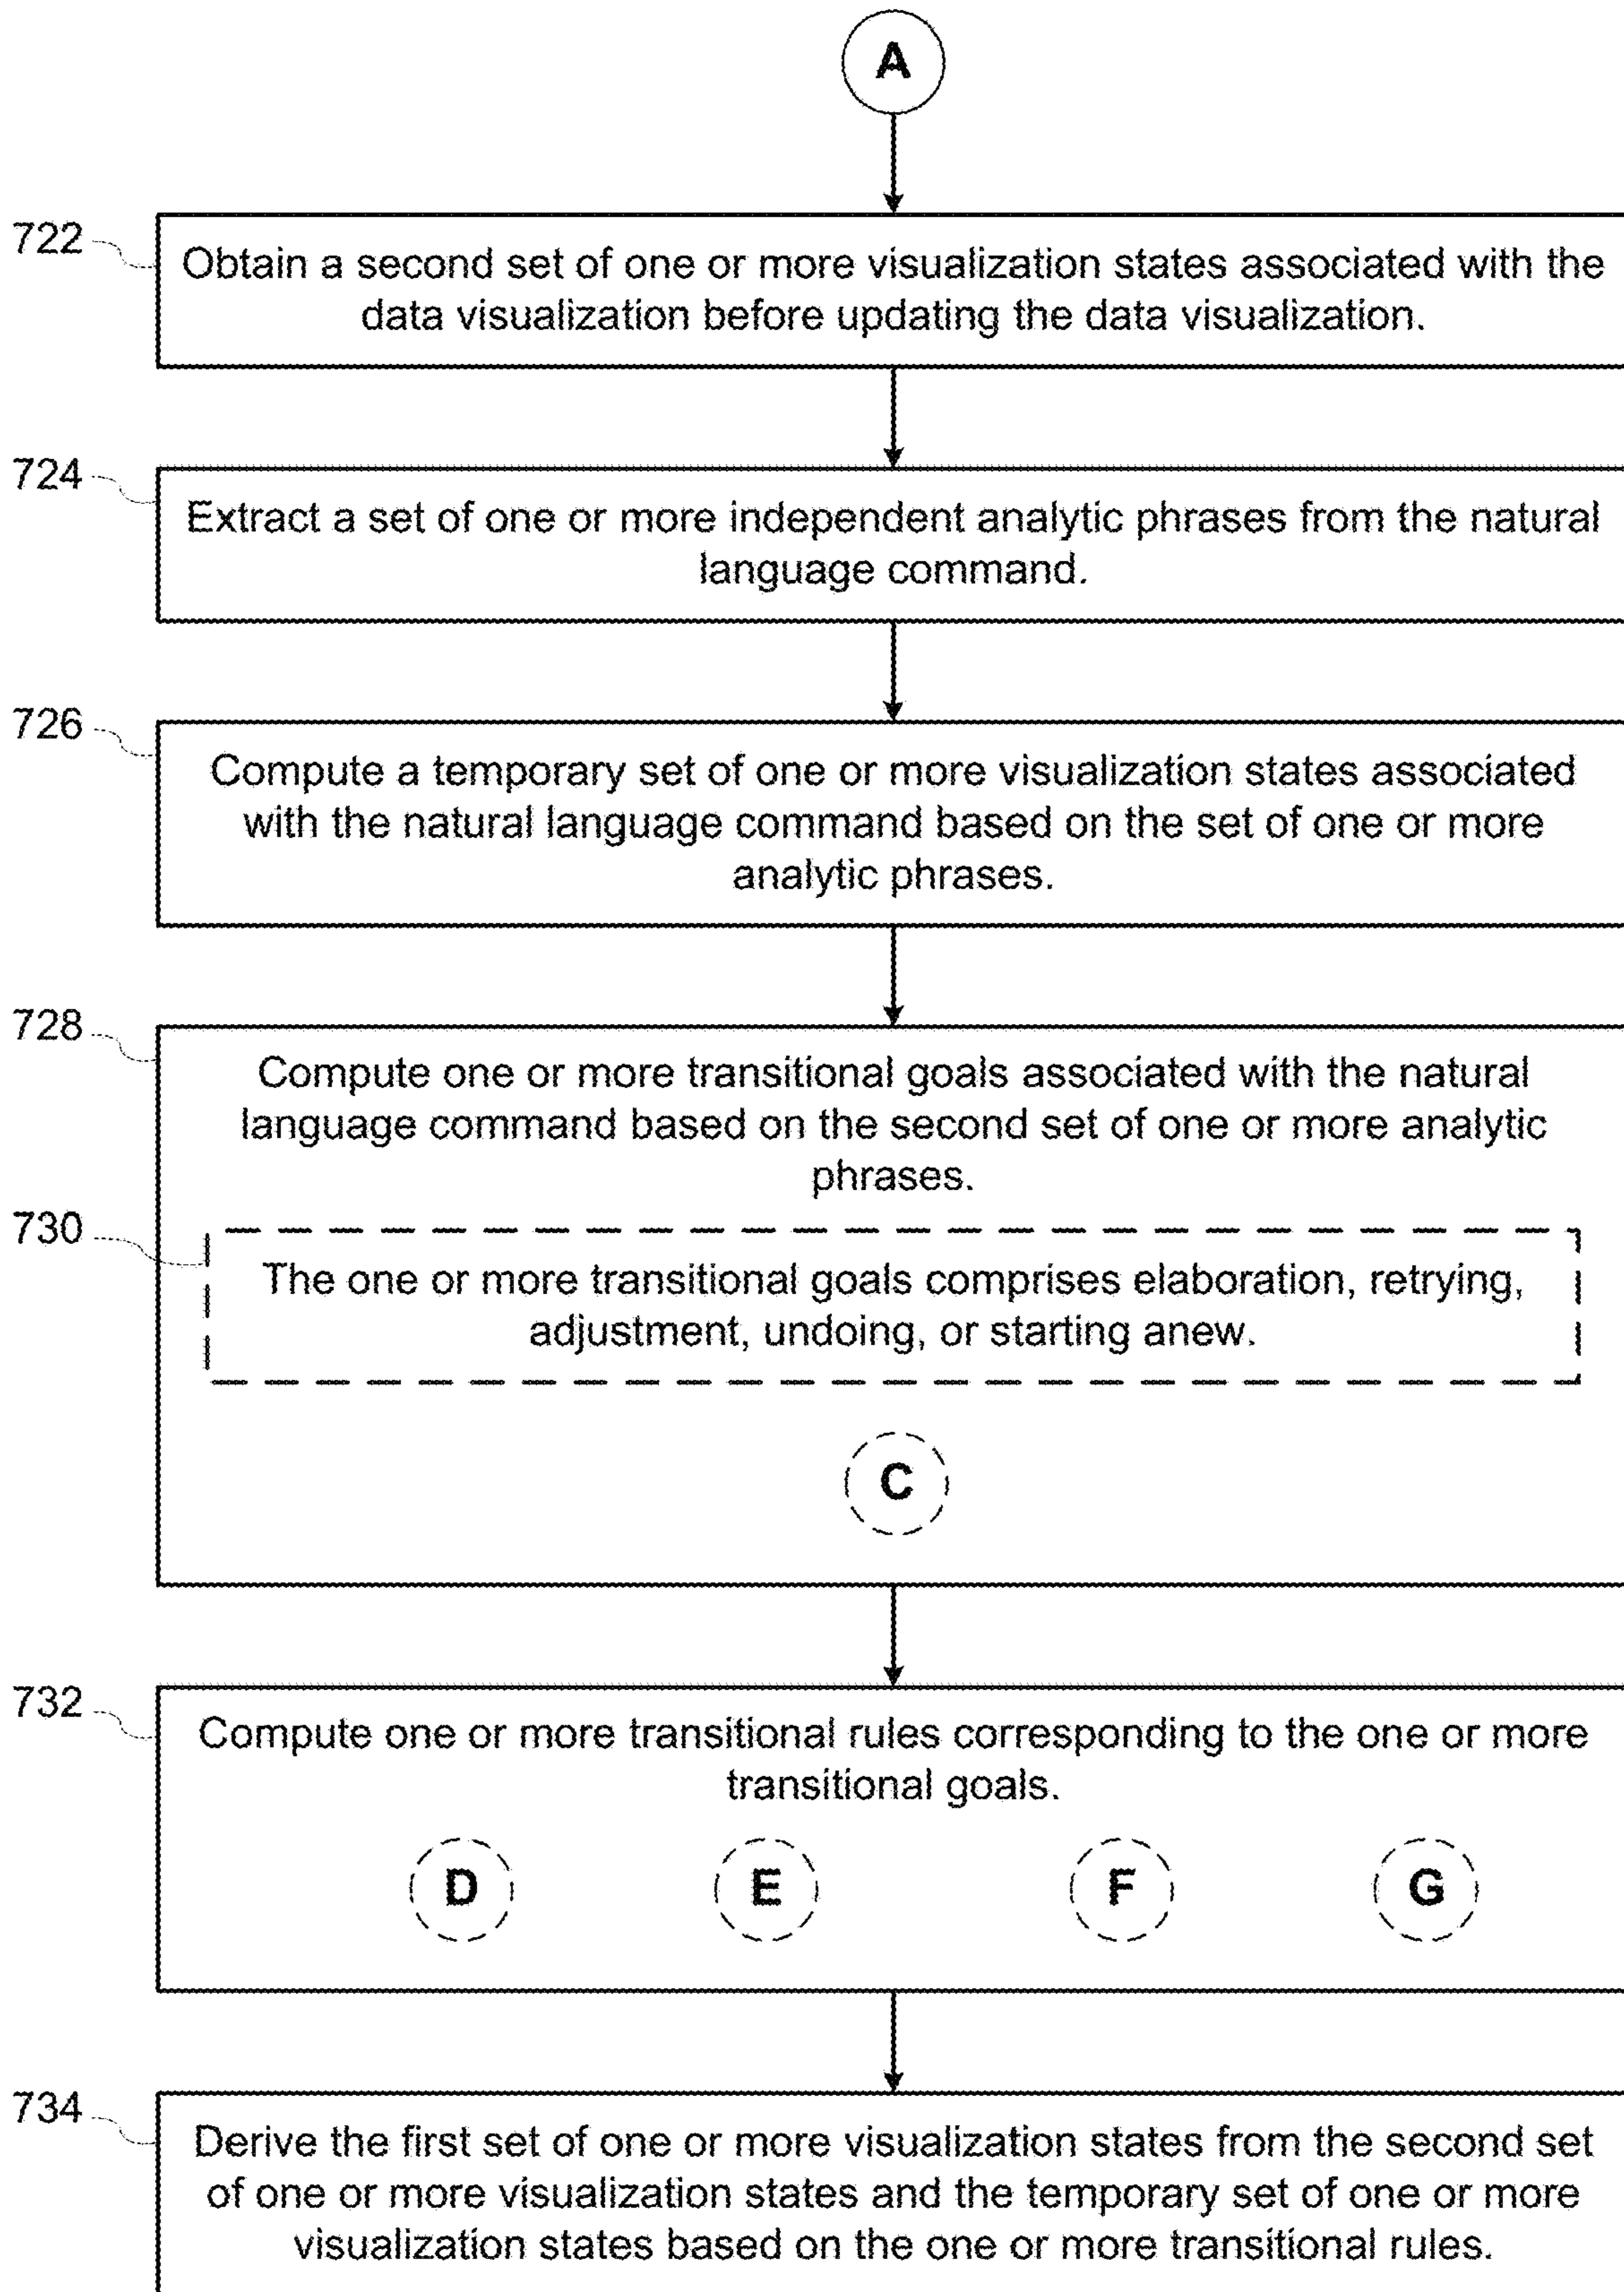 A
722
Obtain a second set of one or more visualization states associated with the
data visualization before updating the data visualization.
724
Extract a set of one or more independent analytic phrases from the natural
language command.
726
Compute a temporary set of one or more visualization states associated
with the natural language command based on the set of one or more
analytic phrases.
728
Compute one or more transitional goals associated with the natural
language command based on the second set of one or more analytic
phrases.
730
The one or more transitional goals comprises elaboration, retrying,
adjustment, undoing, or starting anew.
C
732
Compute one or more transitional rules corresponding to the one or more
transitional goals.
D E F G
734
Derive the first set of one or more visualization states from the second set
of one or more visualization states and the temporary set of one or more
visualization states based on the one or more transitional rules.